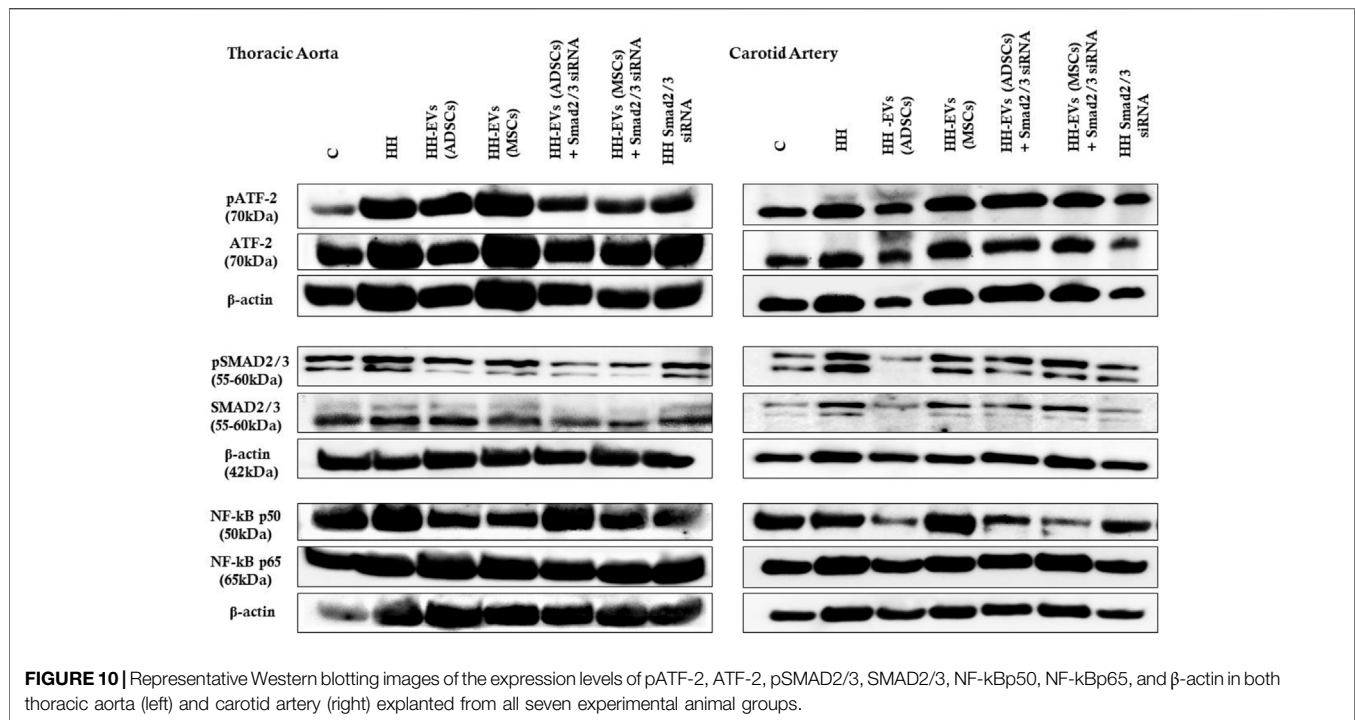 Thoracic Aorta
C
HH
HH-EVs
(ADSCs)
HH-EVs
(MSCs)
HH-EVs (ADSCs)
+ Smad2/3 siRNA
HH-EVs (MSCs)
+ Smad2/3 siRNA
HH Smad2/3
siRNA
Carotid Artery
C
HH
HH -EVs
(ADSCs)
HH-EVs
(MSCs)
HH-EVs (ADSCs)
+ Smad2/3 siRNA
HH-EVs (MSCs)
+ Smad2/3 siRNA
HH Smad2/3
siRNA
pATF-2
(70kDa)
ATF-2
(70kDa)
β-actin
pSMAD2/3
(55-60kDa)
SMAD2/3
(55-60kDa)
β-actin
(42kDa)
NF-kB p50
(50kDa)
NF-kB p65
(65kDa)
β-actin
FIGURE 10 | Representative Western blotting images of the expression levels of pATF-2, ATF-2, pSMAD2/3, SMAD2/3, NF-kBp50, NF-kBp65, and β-actin in both
thoracic aorta (left) and carotid artery (right) explanted from all seven experimental animal groups.